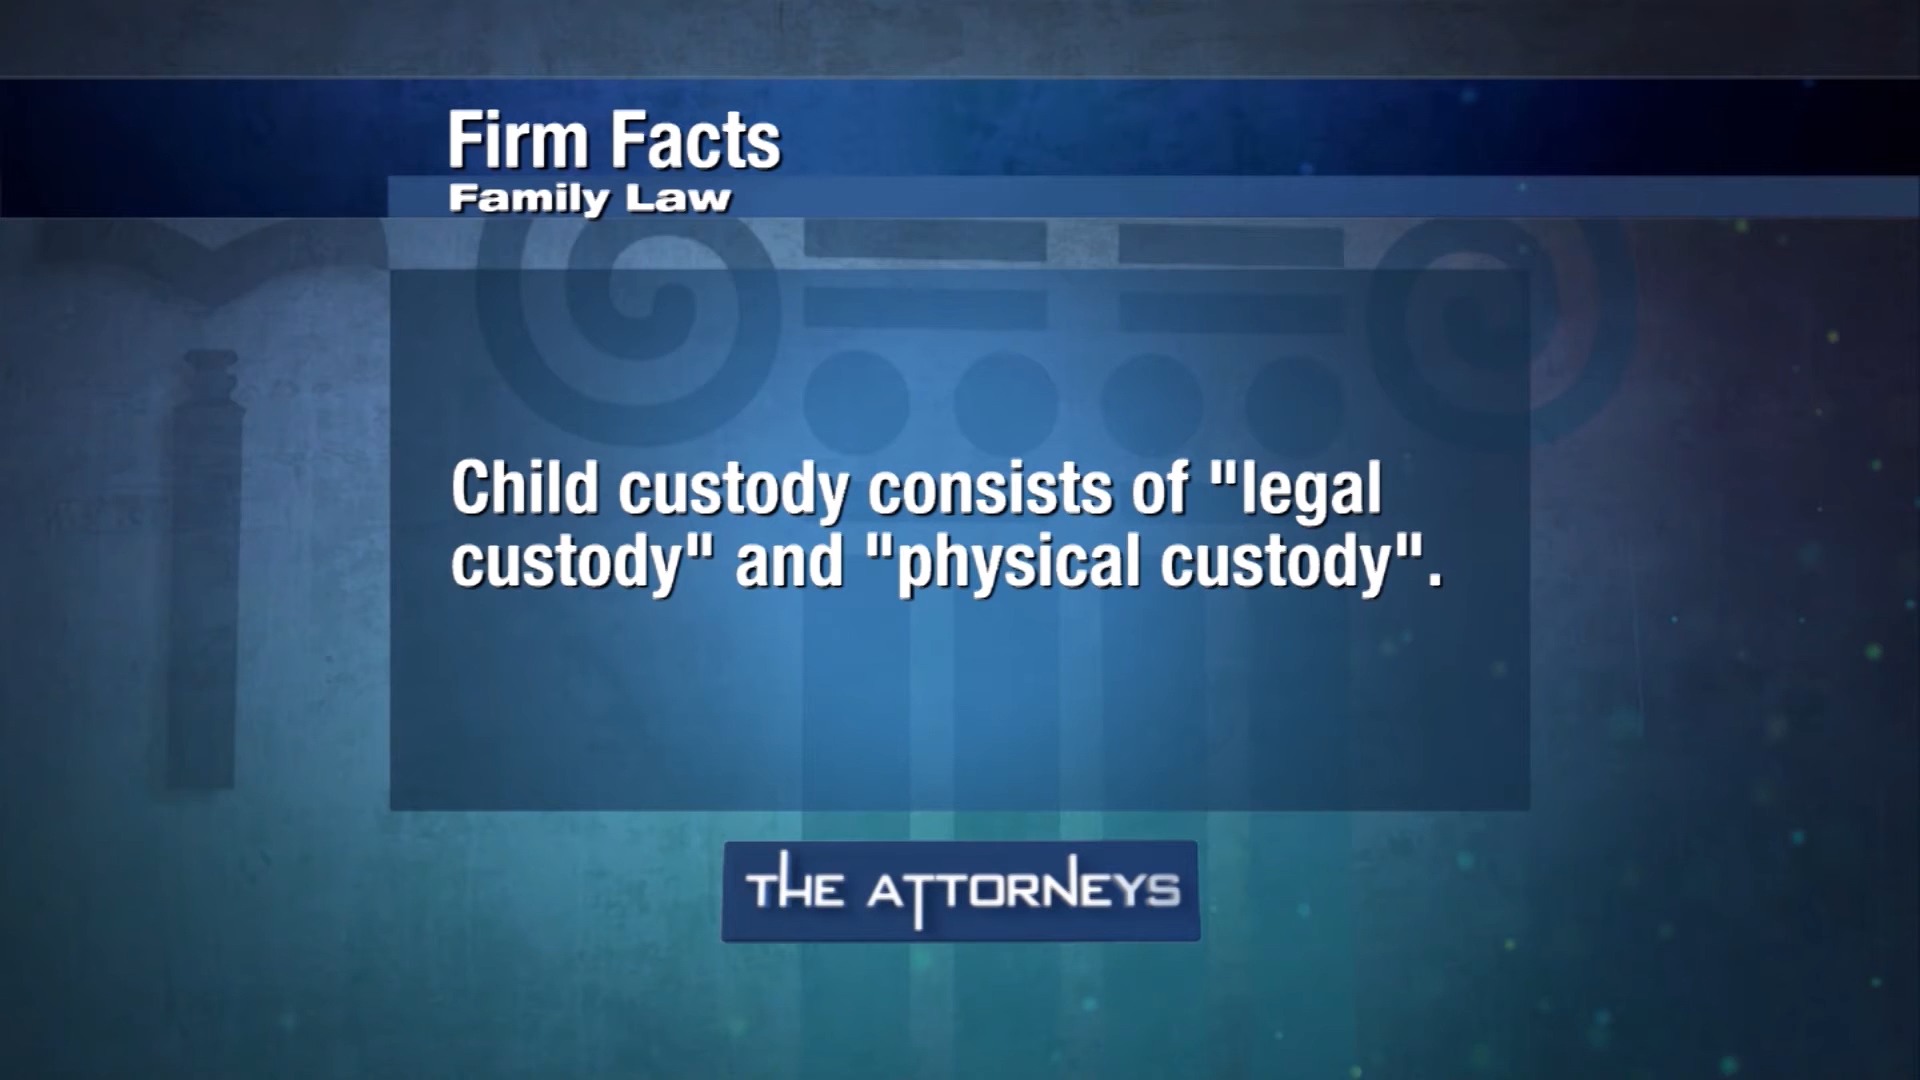 Firm Facts
Family Law
Child custody consists of "legal
custody" and "physical custody".
THE ATTORNEYS